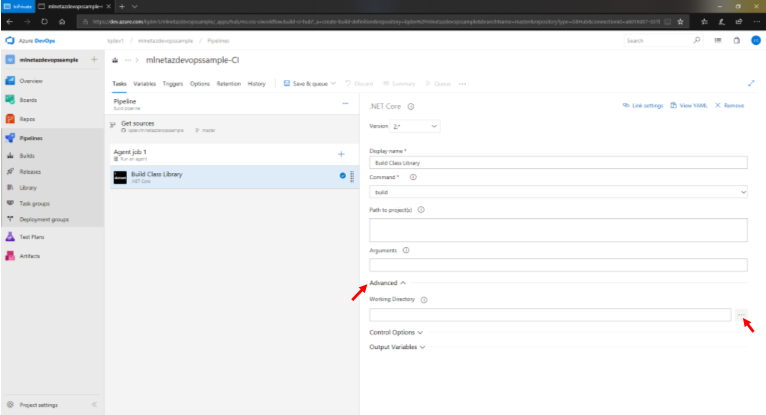 InPrivate
mlnetazdevopssample-
Azure DevOps
mlnetazdevopssample
Pipelines
Search
mlnetazdevopssample
mlnetazdevopssample-CI
Overview
Boards
Repos
Pipelines
Builds
Releases
Library
Task groups
Deployment groups
Test Plans
Artifacts
Project settings
Tasks Variables Triggers Options Retention History Save & queue Discard Summary Queue
Pipeline
Build pipeline
Get sources
master
Agent job 1
Run on agent
Build Class Library
.NET Core
.NET Core
Link settings View YAML Remove
Version 2.*
Display name *
Build Class Library
Command *
build
Path to project(s)
Arguments
Advanced
Working Directory
Control Options
Output Variables